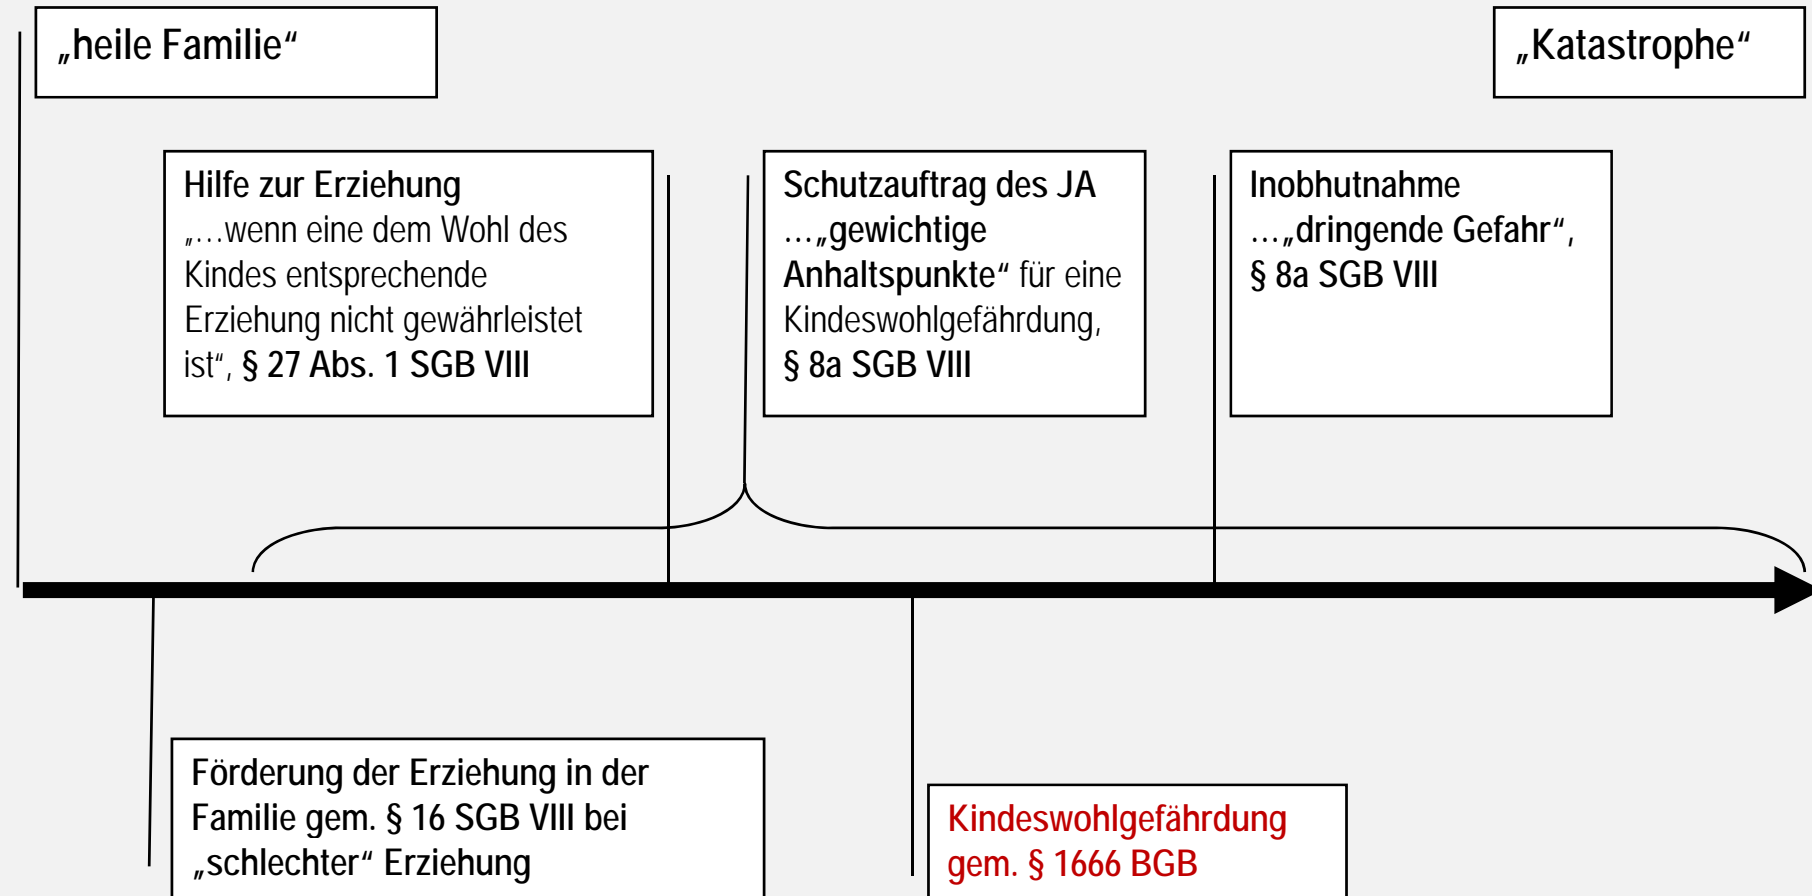 „heile Familie“
„Katastrophe“
Hilfe zur Erziehung
„…wenn eine dem Wohl des
Kindes entsprechende
Erziehung nicht gewährleistet
ist“, § 27 Abs. 1 SGB VIII
Schutzauftrag des JA
…„gewichtige
Anhaltspunkte“ für eine
Kindeswohlgefährdung,
§ 8a SGB VIII
Inobhutnahme
…„dringende Gefahr“,
§ 8a SGB VIII
Förderung der Erziehung in der
Familie gem. § 16 SGB VIII bei
„schlechter“ Erziehung
Kindeswohlgefährdung
gem. § 1666 BGB